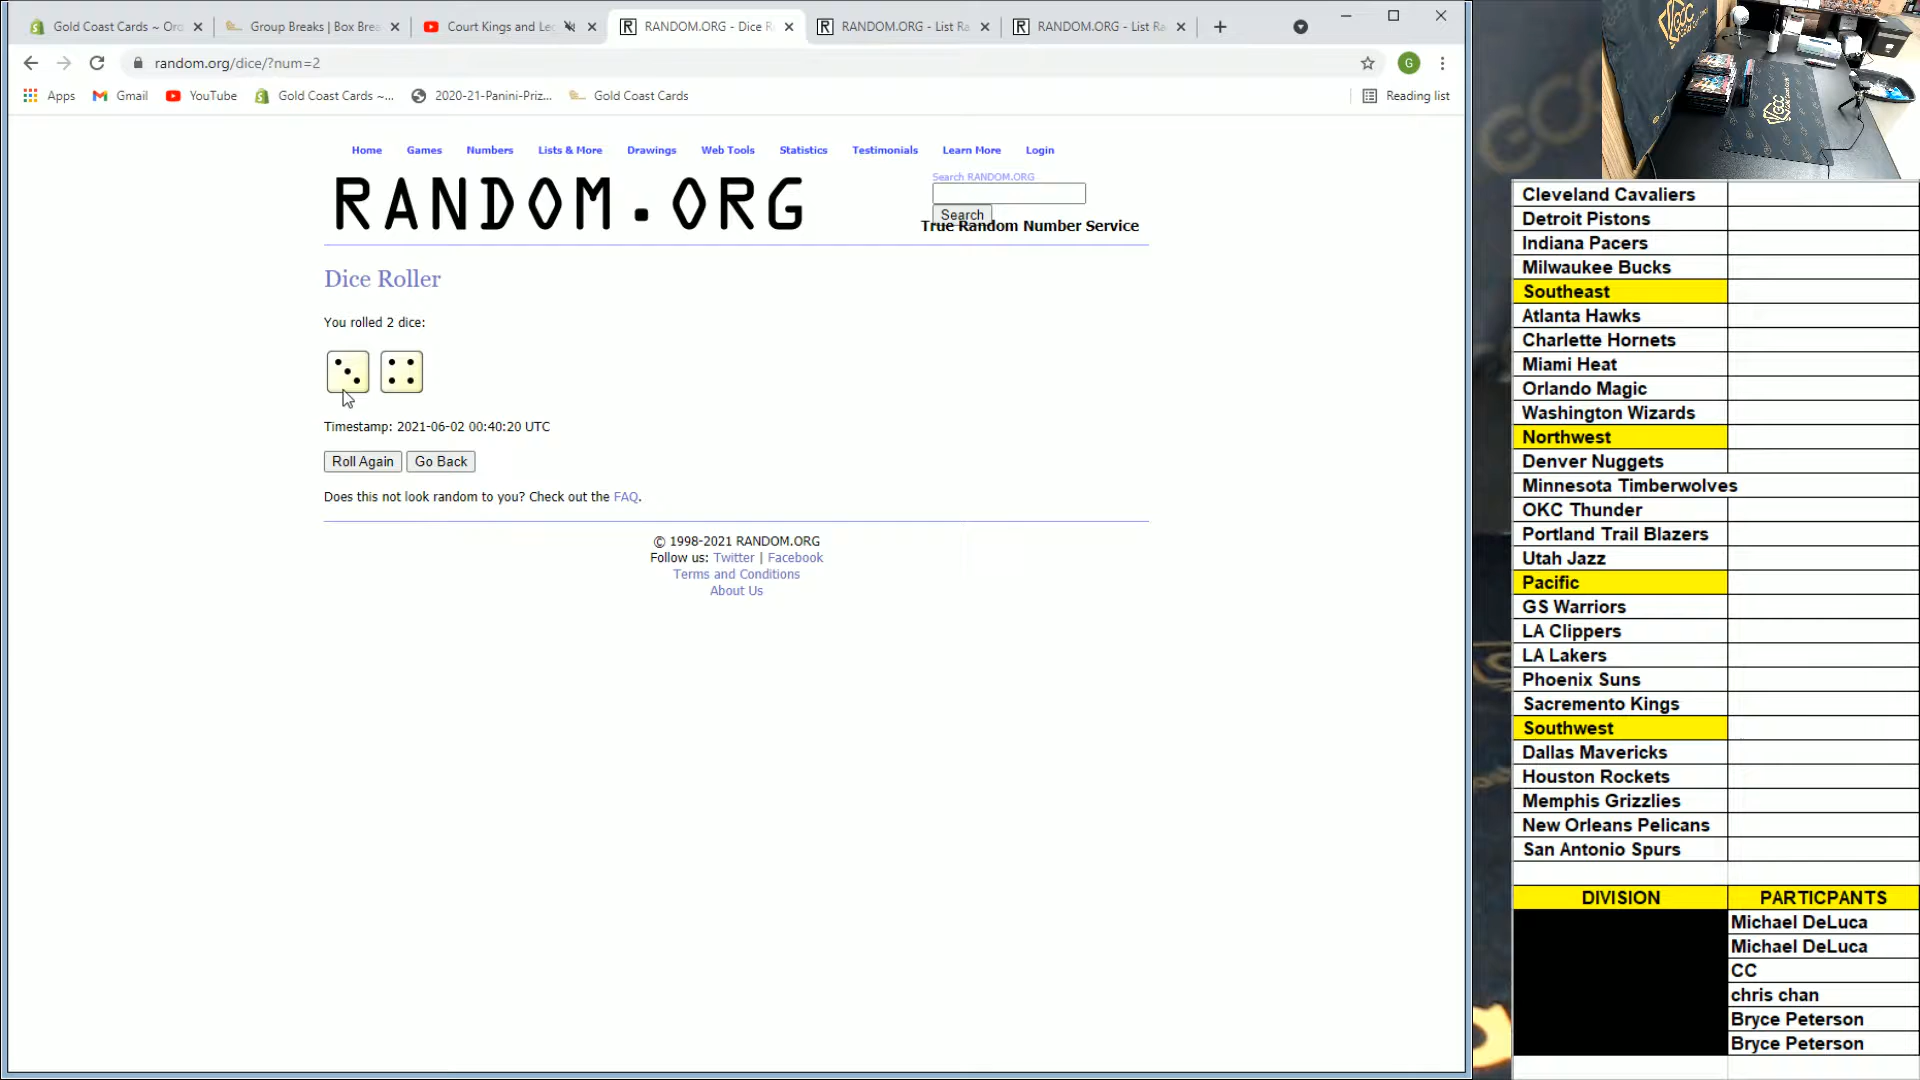 Gold Coast Cards ~ Orc
Group Breaks | Box Brea
Court Kings and Leg
RANDOM.ORG - Dice R
RANDOM.ORG - List Ra
RANDOM.ORG - List Ra
random.org/dice/?num=2
G
Apps
Gmail
YouTube
Gold Coast Cards ~...
2020-21-Panini-Priz...
Gold Coast Cards
Reading list
Home
Games
Numbers
Lists & More
Drawings
Web Tools
Statistics
Testimonials
Learn More
Login
RANDOM.ORG
Search RANDOM.ORG
Search
True Random Number Service
Dice Roller
You rolled 2 dice:
Timestamp: 2021-06-02 00:40:20 UTC
Roll Again
Go Back
Does this not look random to you? Check out the FAQ.
© 1998-2021 RANDOM.ORG
Follow us: Twitter | Facebook
Terms and Conditions
About Us
GCC
Cleveland Cavaliers
Detroit Pistons
Indiana Pacers
Milwaukee Bucks
Southeast
Atlanta Hawks
Charlette Hornets
Miami Heat
Orlando Magic
Washington Wizards
Northwest
Denver Nuggets
Minnesota Timberwolves
OKC Thunder
Portland Trail Blazers
Utah Jazz
Pacific
GS Warriors
LA Clippers
LA Lakers
Phoenix Suns
Sacremento Kings
Southwest
Dallas Mavericks
Houston Rockets
Memphis Grizzlies
New Orleans Pelicans
San Antonio Spurs
DIVISION
PARTICPANTS
Michael DeLuca
Michael DeLuca
CC
chris chan
Bryce Peterson
Bryce Peterson